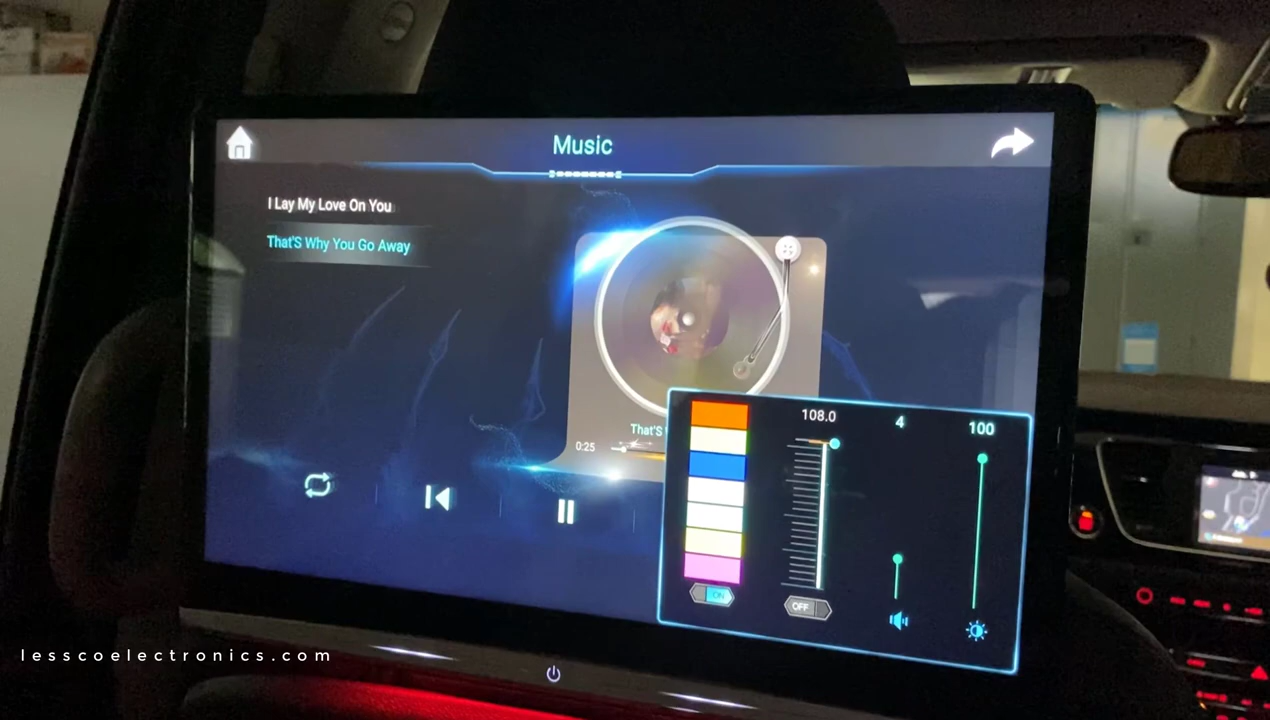 Music
I Lay My Love On You
That'S Why You Go Away
That'S
0:25
108.0
4
100
ON
OFF
lesscoelectronics.com